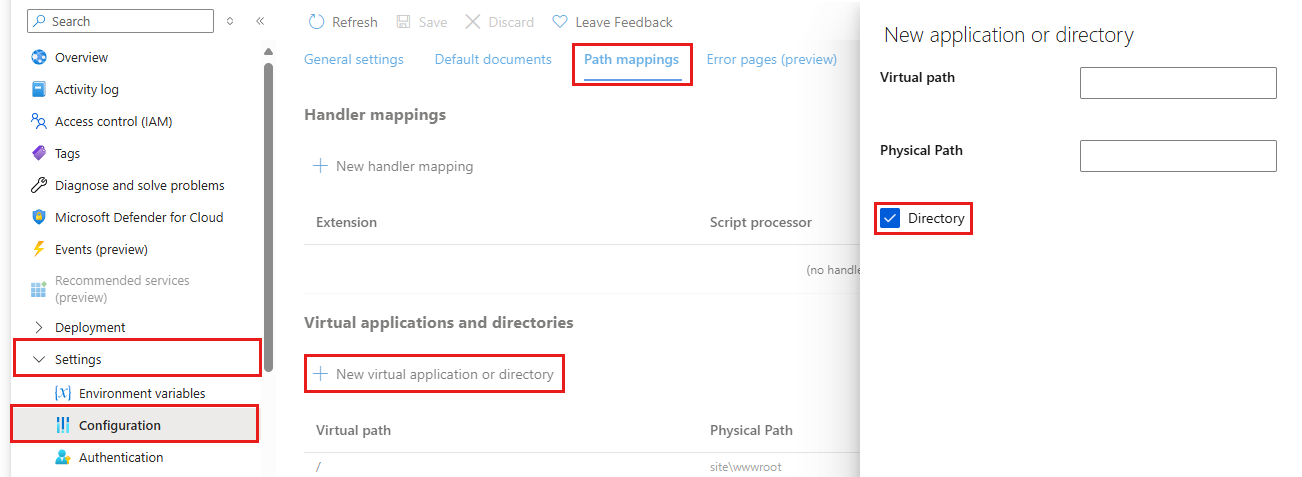 Search
Overview
Activity log
Access control (IAM)
Tags
Diagnose and solve problems
Microsoft Defender for Cloud
Events (preview)
Recommended services
(preview)
Deployment
Settings
Environment variables
Configuration
Authentication
Refresh
Save
Discard
Leave Feedback
General settings
Default documents
Path mappings
Error pages (preview)
Handler mappings
New handler mapping
Extension
Script processor
(no handle
Virtual applications and directories
New virtual application or directory
Virtual path
Physical Path
/
site\wwwroot
New application or directory
Virtual path
Physical Path
Directory